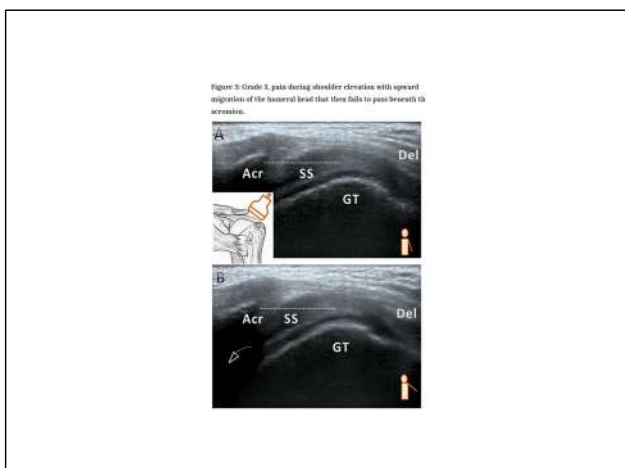 Figure 3: Grade 3, pain during shoulder elevation with upward
migration of the humeral head that then fails to pass beneath th
acromion.
A
Del
Acr SS
GT
B
Del
Acr SS
GT